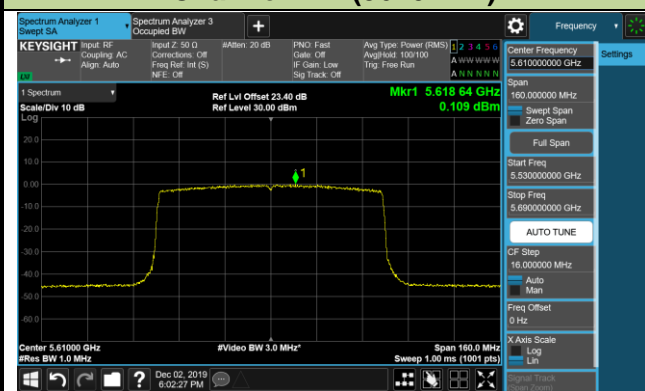 Spectrum Analyzer 1
Swept SA
Spectrum Analyzer 3
Occupied BW
+
Frequency
KEYSIGHT
Input: RF
Coupling: AC
Align: Auto
Input Z: 50 Ω
Corrections: Off
Freq Ref: Int (S)
NFE: Off
#Atten: 20 dB
PNO: Fast
Gate: Off
IF Gain: Low
Sig Track: Off
Avg Type: Power (RMS)
Avg|Hold: 100/100
Trig: Free Run
1 2 3 4 5 6
A W W W W W
A N N N N N
1 Spectrum
Scale/Div 10 dB
Log
Ref Lvl Offset 23.40 dB
Ref Level 30.00 dBm
Mkr1 5.618 64 GHz
0.109 dBm
20.0
10.0
0.00
-10.0
-20.0
-30.0
-40.0
-50.0
-60.0
1
Center 5.61000 GHz
#Res BW 1.0 MHz
#Video BW 3.0 MHz*
Span 160.0 MHz
Sweep 1.00 ms (1001 pts)
Center Frequency
5.610000000 GHz
Span
160.000000 MHz
Swept Span
Zero Span
Full Span
Start Freq
5.530000000 GHz
Stop Freq
5.690000000 GHz
AUTO TUNE
CF Step
16.000000 MHz
Auto
Man
Freq Offset
0 Hz
X Axis Scale
Log
Lin
Signal Track
(Span Zoom)
Settings
Dec 02, 2019
6:02:27 PM